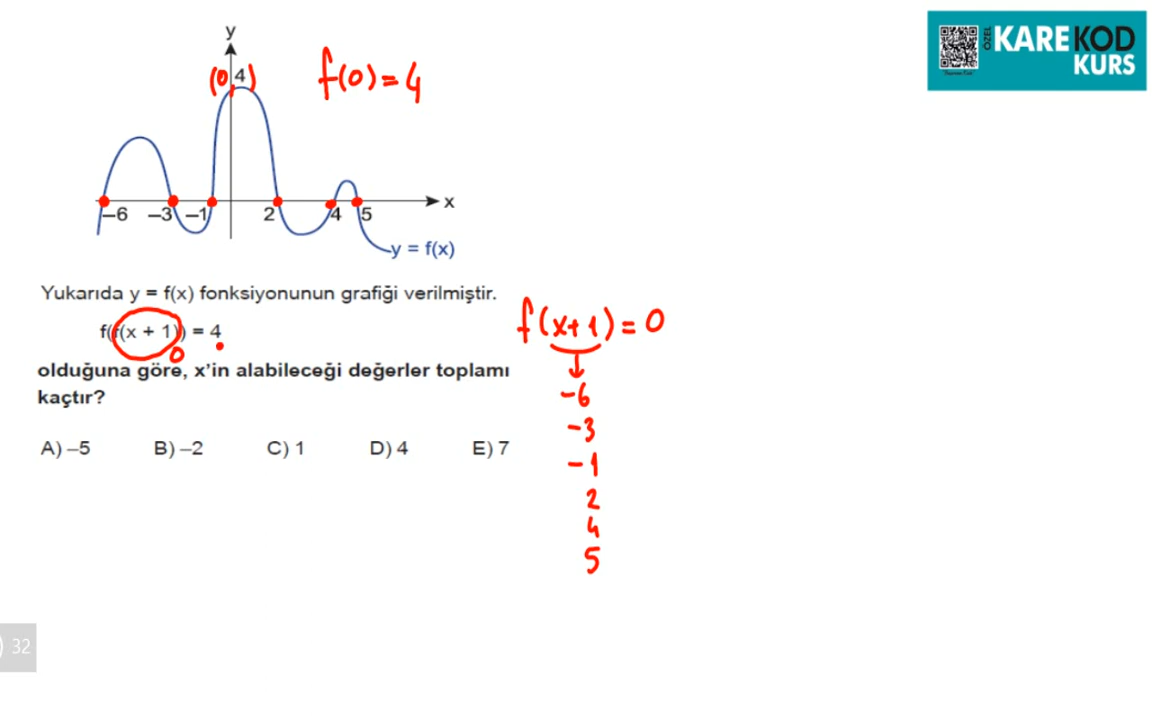 ÖZEL
KAREKOD
KURS
y
(0,4)
f(0)=4
x
–6 –3 –1 2 4 5
y = f(x)
Yukarıda y = f(x) fonksiyonunun grafiği verilmiştir.
f(f(x + 1)) = 4
0
f(x+1)=0
olduğuna göre, x'in alabileceği değerler toplamı
kaçtır?
-6
-3
-1
2
4
5
A) –5 B) –2 C) 1 D) 4 E) 7
) 32